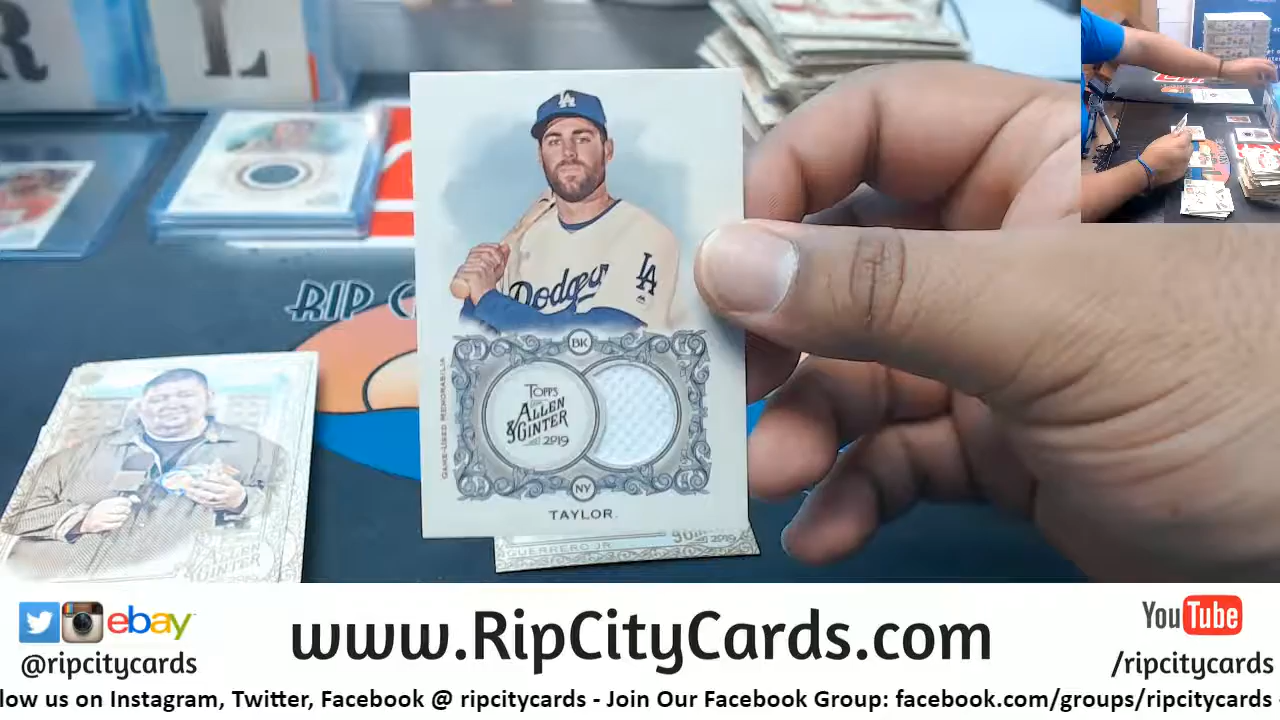 R L
LA
Dodgers
LA
RIP C
BK
GAME-USED MEMORABILIA
TOPPS
ALLEN
& GINTER
2019
NY
TAYLOR.
GUERRERO JR.
2019
ALLEN
GINTER
ebay
@ripcitycards
www.RipCityCards.com
YouTube
/ripcitycards
low us on Instagram, Twitter, Facebook @ ripcitycards - Join Our Facebook Group: facebook.com/groups/ripcitycards